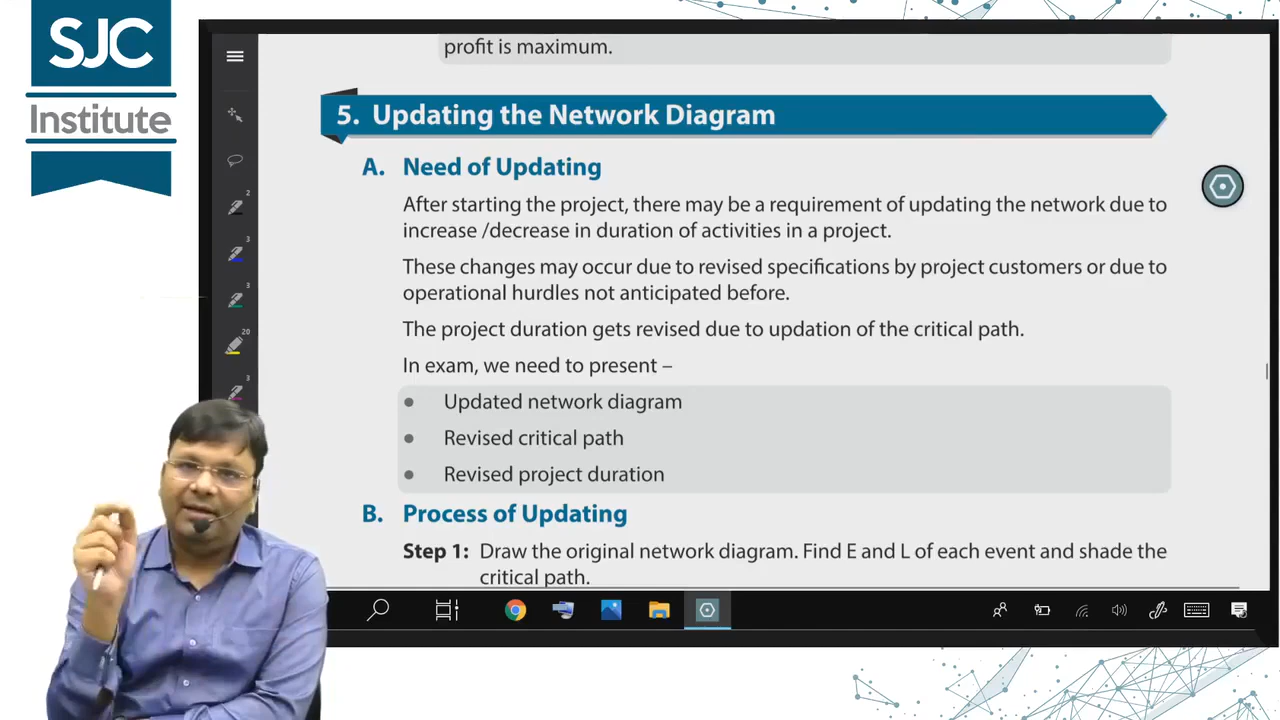 SJC
Institute
profit is maximum.
5. Updating the Network Diagram
A. Need of Updating
After starting the project, there may be a requirement of updating the network due to
increase /decrease in duration of activities in a project.
These changes may occur due to revised specifications by project customers or due to
operational hurdles not anticipated before.
The project duration gets revised due to updation of the critical path.
In exam, we need to present –
• Updated network diagram
• Revised critical path
• Revised project duration
B. Process of Updating
Step 1: Draw the original network diagram. Find E and L of each event and shade the
critical path.
2
3
3
20
3